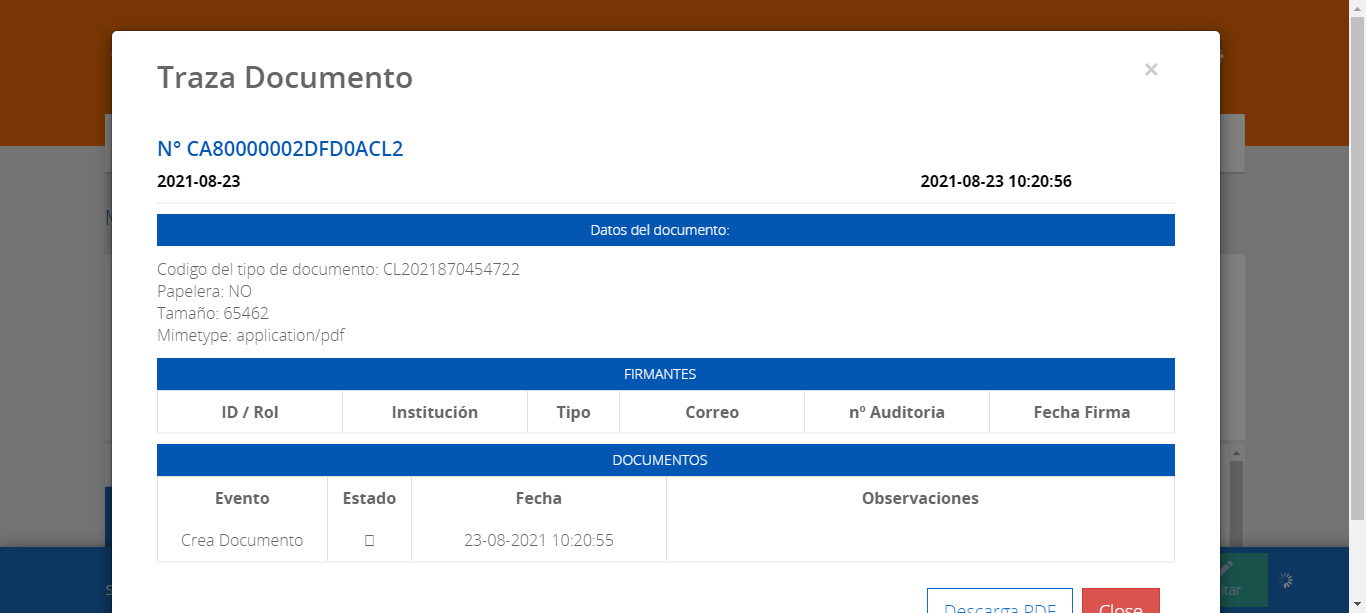 Traza Documento
×
N° CA80000002DFD0ACL2
2021-08-23 2021-08-23 10:20:56
Datos del documento:
Codigo del tipo de documento: CL2021870454722
Papelera: NO
Tamaño: 65462
Mimetype: application/pdf
FIRMANTES
ID / Rol Institución Tipo Correo nº Auditoria Fecha Firma
DOCUMENTOS
Evento Estado Fecha Observaciones
Crea Documento 23-08-2021 10:20:55
Descarga PDF Close